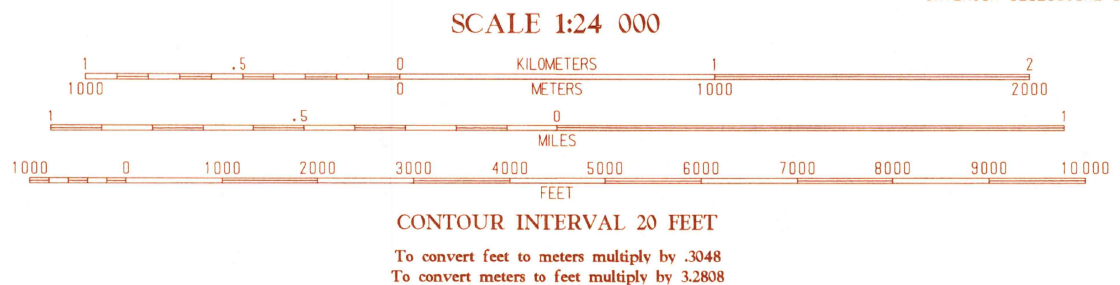 SCALE 1:24 000
1 .5 0 KILOMETERS 1 2
1000 0 METERS 1000 2000
1 .5 0 1
MILES
1000 0 1000 2000 3000 4000 5000 6000 7000 8000 9000 10000
FEET
CONTOUR INTERVAL 20 FEET
To convert feet to meters multiply by .3048
To convert meters to feet multiply by 3.2808